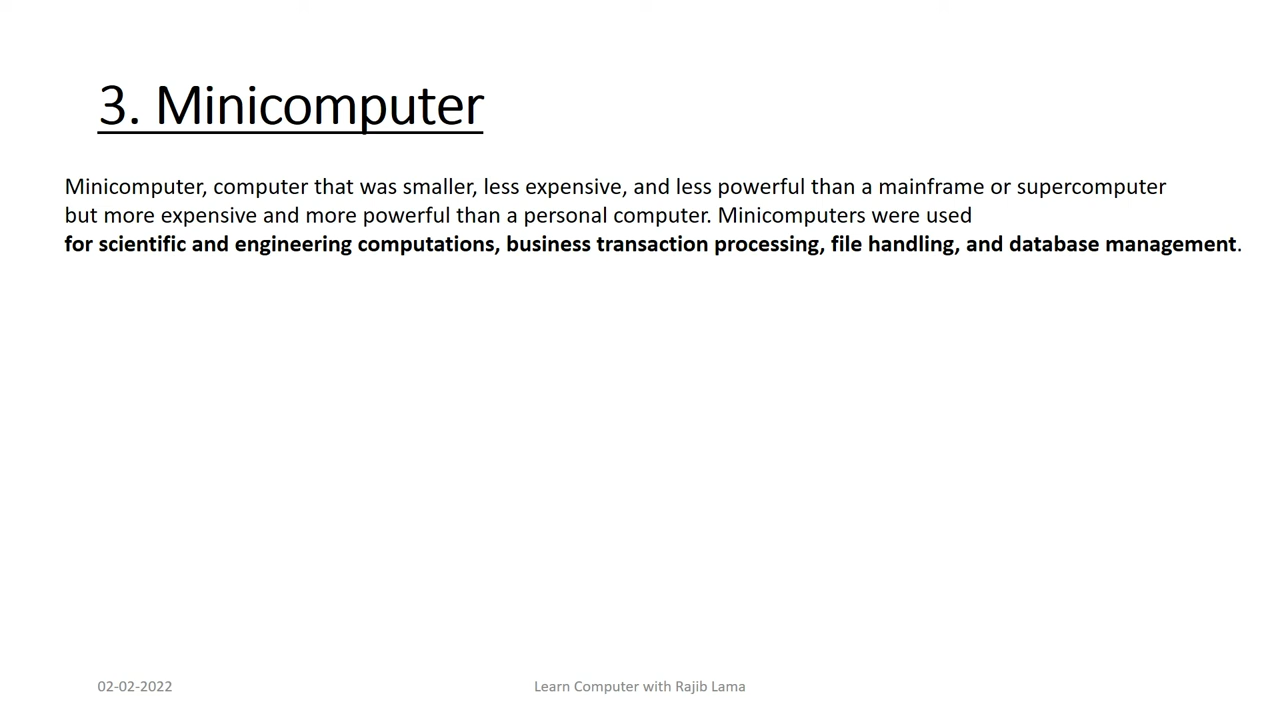 3. Minicomputer
Minicomputer, computer that was smaller, less expensive, and less powerful than a mainframe or supercomputer
but more expensive and more powerful than a personal computer. Minicomputers were used
for scientific and engineering computations, business transaction processing, file handling, and database management.
02-02-2022
Learn Computer with Rajib Lama